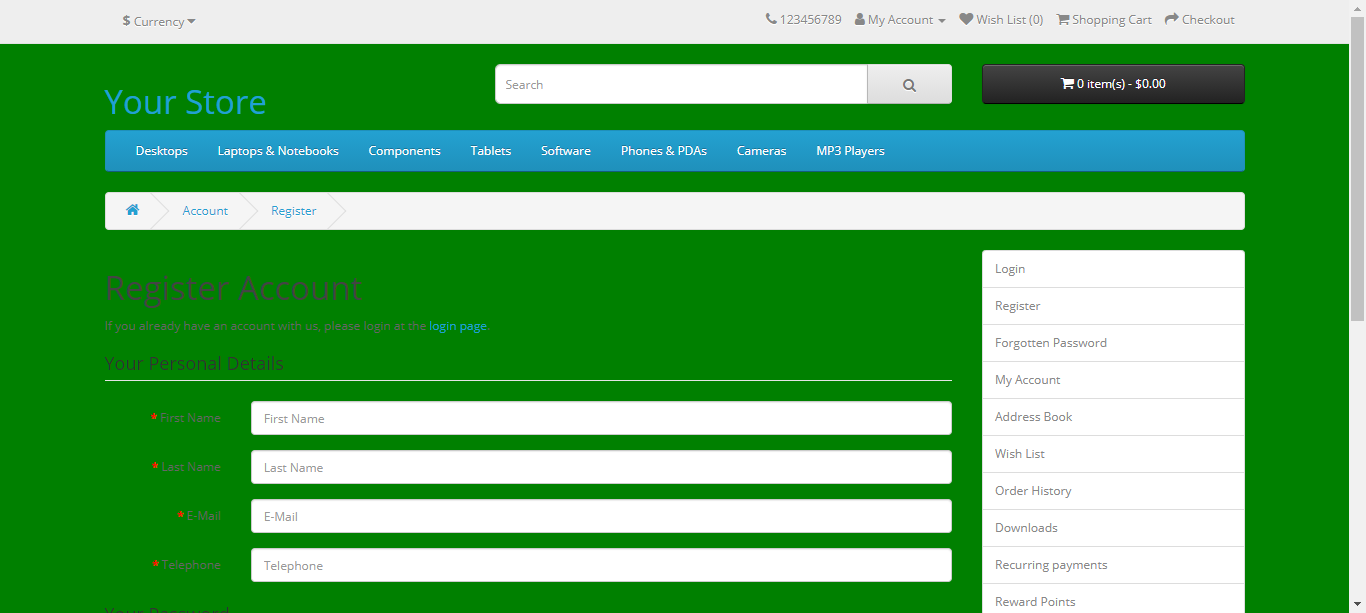 $ Currency
123456789 My Account Wish List (0) Shopping Cart Checkout
Your Store
Search
0 item(s) - $0.00
Desktops Laptops & Notebooks Components Tablets Software Phones & PDAs Cameras MP3 Players
Account Register
Register Account
If you already have an account with us, please login at the login page.
Your Personal Details
* First Name First Name
* Last Name Last Name
* E-Mail E-Mail
* Telephone Telephone
Your Password
Login
Register
Forgotten Password
My Account
Address Book
Wish List
Order History
Downloads
Recurring payments
Reward Points